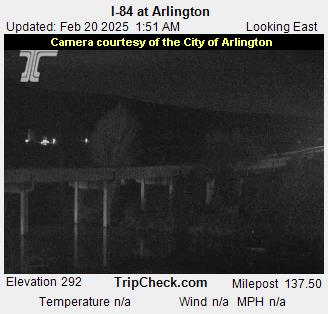 I-84 at Arlington
Updated: Feb 20 2025 1:51 AM Looking East
Camera courtesy of the City of Arlington
Elevation 292 TripCheck.com Milepost 137.50
Temperature n/a Wind n/a MPH n/a